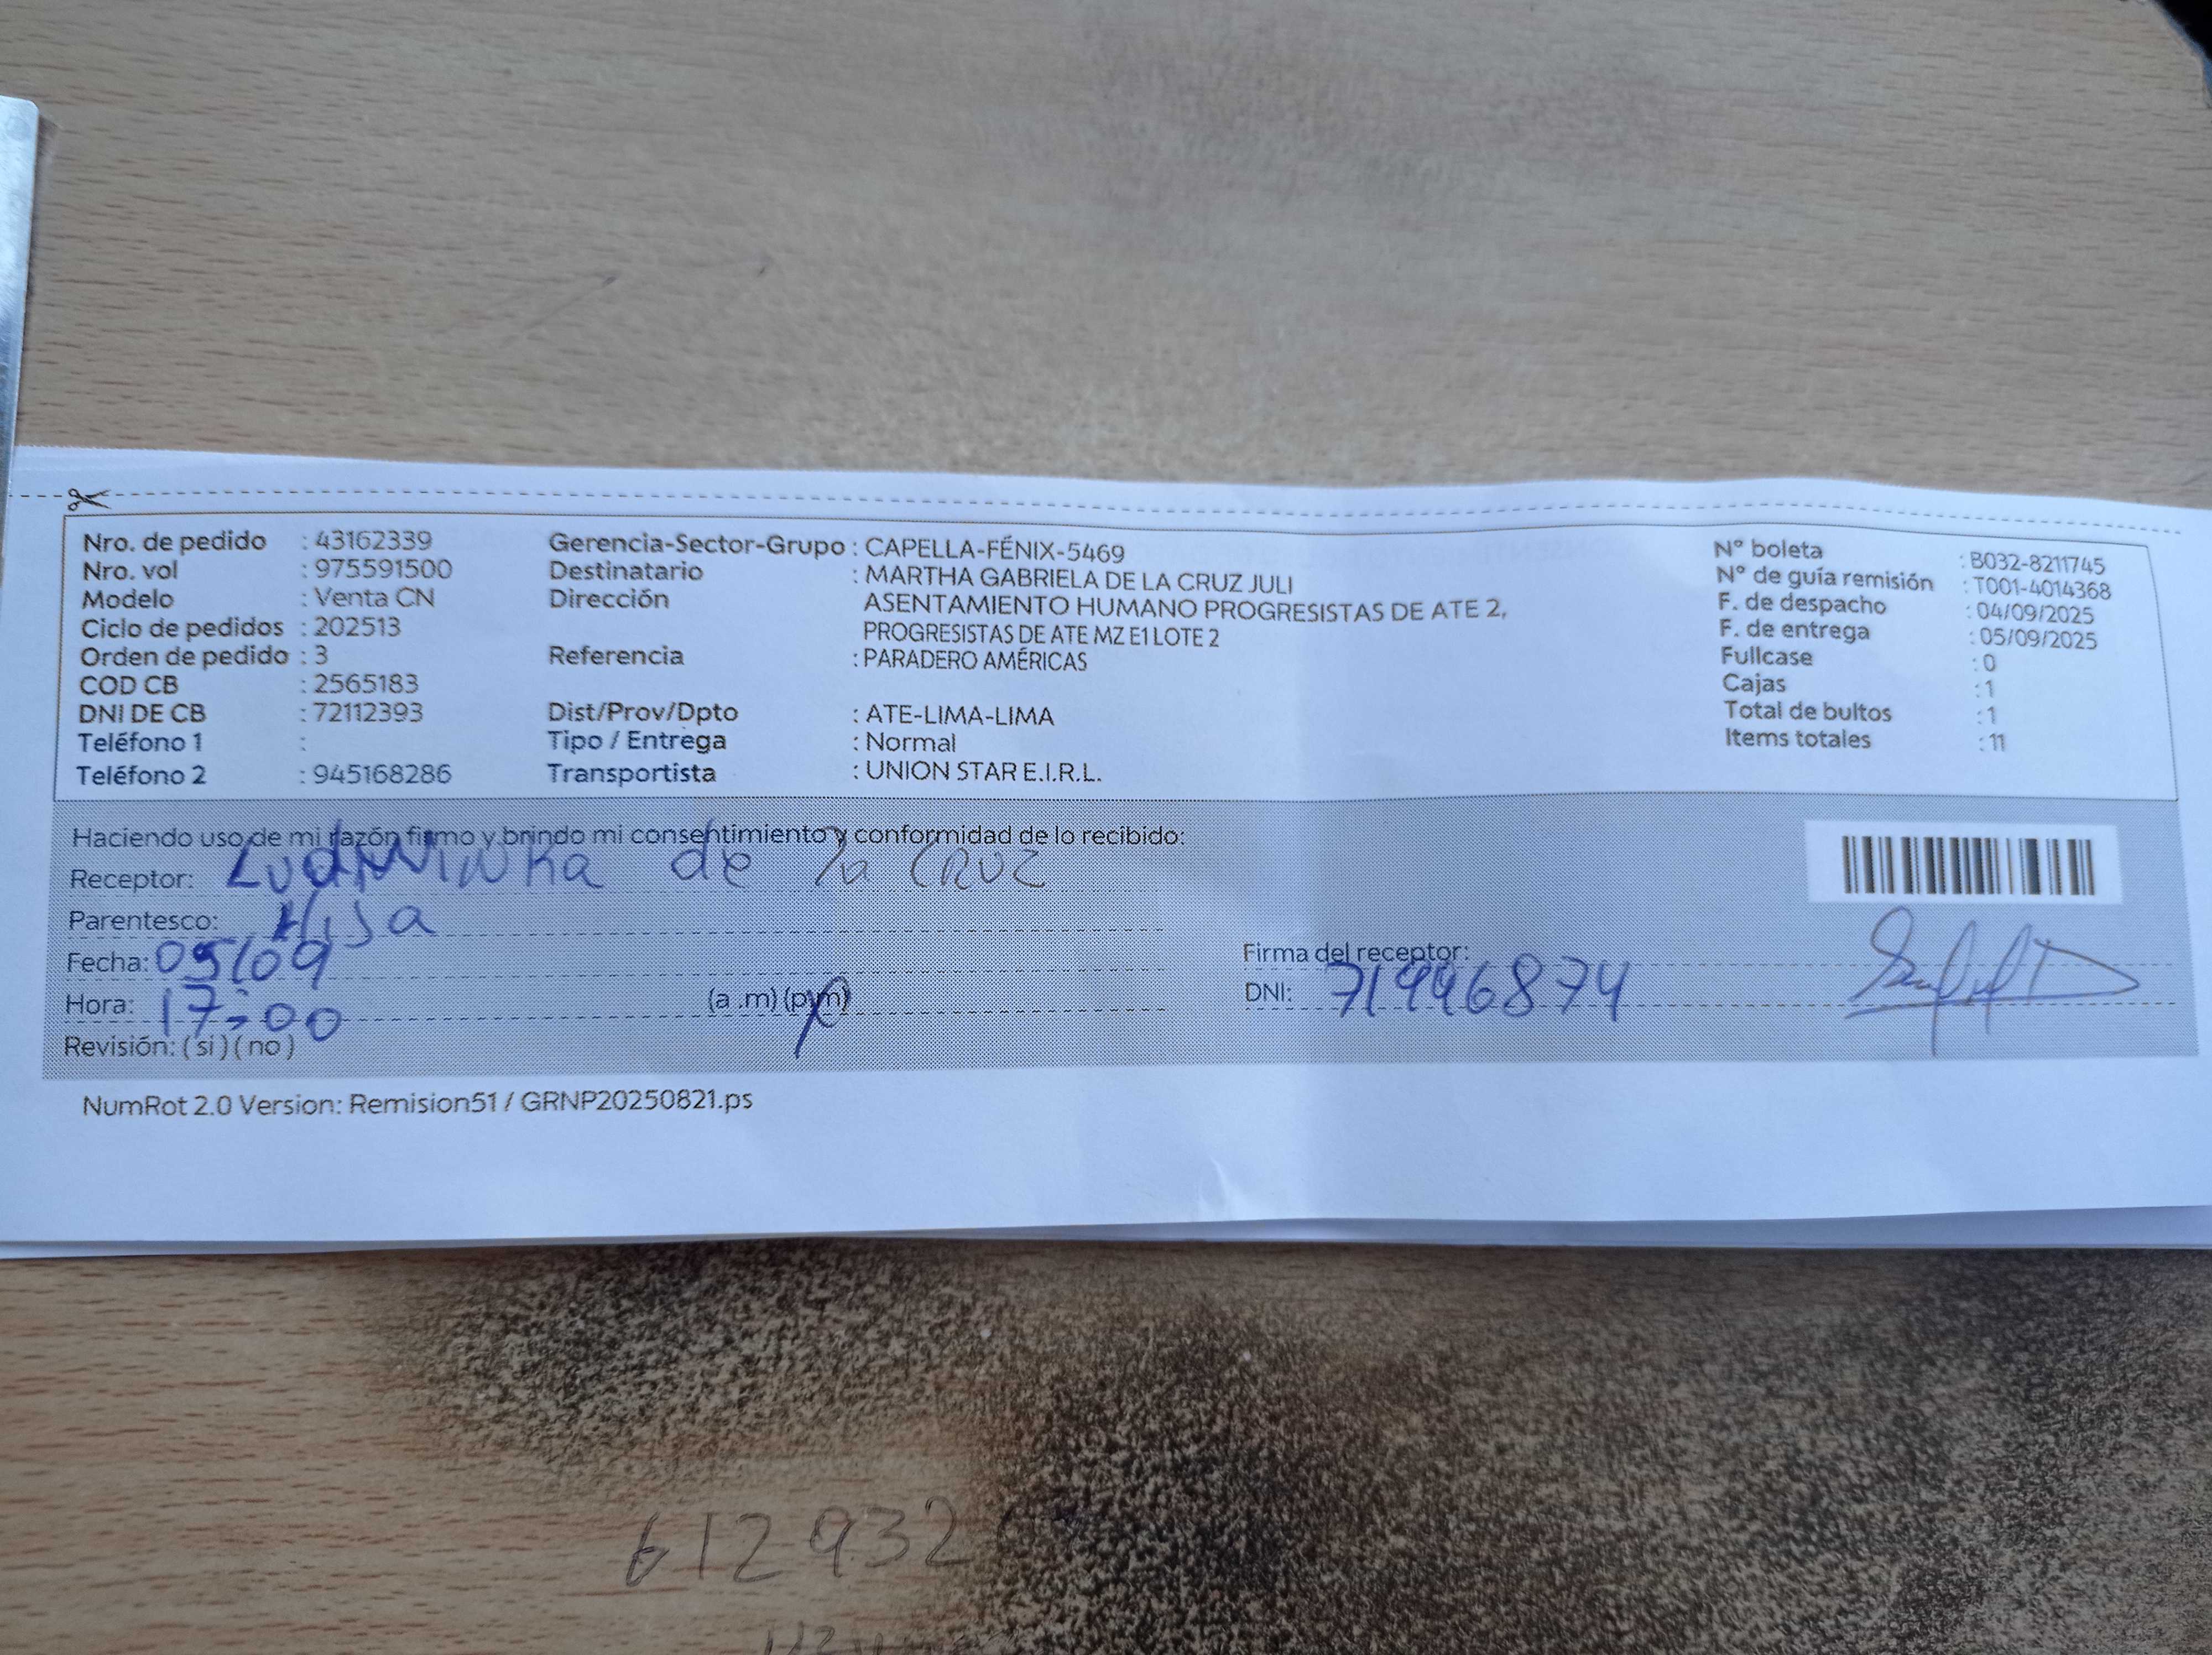 Nro. de pedido : 43162339 Gerencia-Sector-Grupo : CAPELLA-FÉNIX-5469 N° boleta : B032-8211745
Nro. vol : 975591500 Destinatario : MARTHA GABRIELA DE LA CRUZ JULI N° de guía remisión : T001-4014368
Modelo : Venta CN Dirección ASENTAMIENTO HUMANO PROGRESISTAS DE ATE 2, F. de despacho : 04/09/2025
Ciclo de pedidos : 202513 PROGRESISTAS DE ATE MZ E1 LOTE 2 F. de entrega : 05/09/2025
Orden de pedido : 3 Referencia : PARADERO AMÉRICAS Fullcase : 0
COD CB : 2565183 Cajas : 1
DNI DE CB : 72112393 Dist/Prov/Dpto : ATE-LIMA-LIMA Total de bultos : 1
Teléfono 1 : Tipo / Entrega : Normal Items totales : 11
Teléfono 2 : 945168286 Transportista : UNION STAR E.I.R.L.
Haciendo uso de mi razón firmo y brindo mi consentimiento y conformidad de lo recibido:
Receptor: de la CRUZ
Parentesco: Hija
Fecha: 05/09 Firma del receptor:
Hora: 17:00 (a .m) (p.m) DNI: 71946874
Revisión: ( si ) ( no )
NumRot 2.0 Version: Remision51 / GRNP20250821.ps
612932